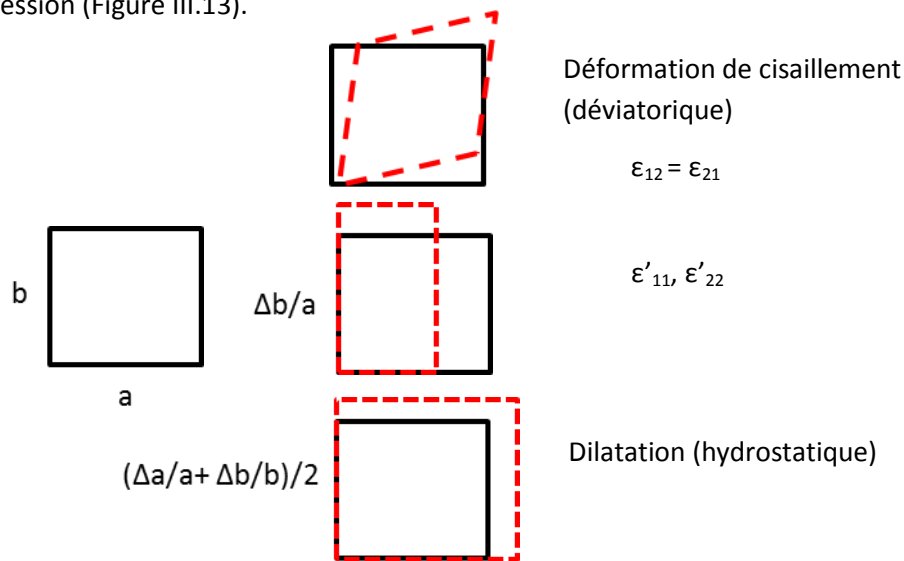 ession (Figure III.13).
Déformation de cisaillement
(déviatorique)
ε₁₂ = ε₂₁
b
Δb/a
ε’₁₁, ε’₂₂
a
(Δa/a+ Δb/b)/2
Dilatation (hydrostatique)